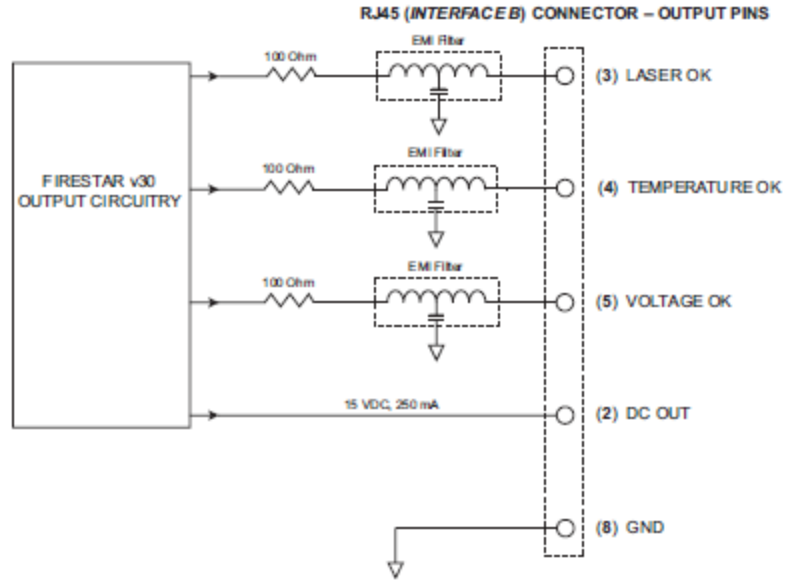 RJ45 (INTERFACE B) CONNECTOR – OUTPUT PINS
EMI Filter
100 Ohm
(3) LASER OK
EMI Filter
100 Ohm
FIRESTAR v30
OUTPUT CIRCUITRY
(4) TEMPERATURE OK
EMI Filter
100 Ohm
(5) VOLTAGE OK
15 VDC, 250 mA
(2) DC OUT
(8) GND